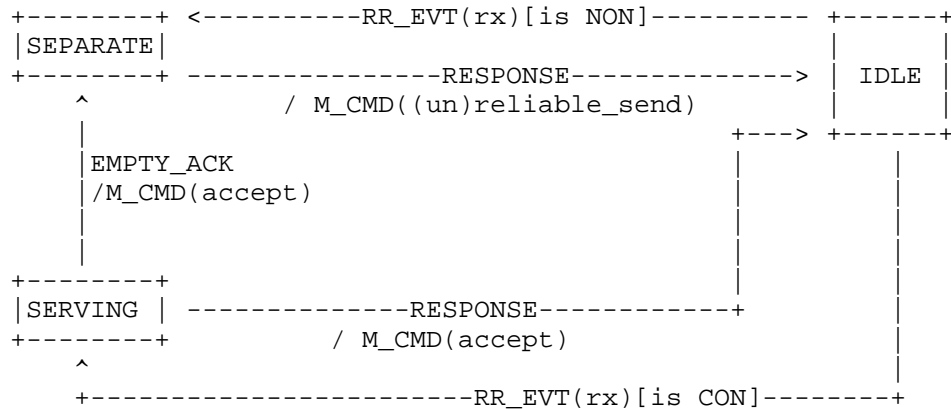 RR_EVT(rx)[is NON]
SEPARATE
RESPONSE
IDLE
/ M_CMD((un)reliable_send)
EMPTY_ACK
/M_CMD(accept)
SERVING
RESPONSE
/ M_CMD(accept)
RR_EVT(rx)[is CON]